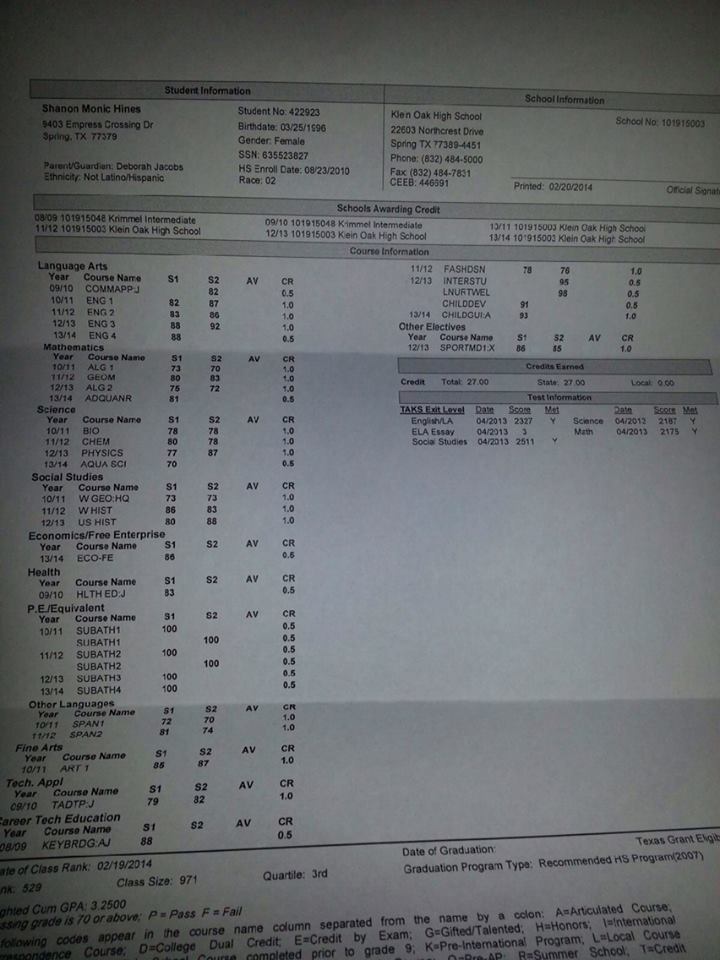 Student Information
School Information
Shanon Monic Hines
9403 Empress Crossing Dr
Spring, TX 77379
Parent/Guardian: Deborah Jacobs
Ethnicity: Not Latino/Hispanic
Student No: 422923
Birthdate: 03/25/1996
Gender: Female
SSN: [omitted]
HS Enroll Date: 08/23/2010
Race: 02
Klein Oak High School
22603 Northcrest Drive
Spring TX 77389-4451
Phone: (832) 484-5000
Fax: (832) 484-7831
CEEB: 446691
School No: 101915003
Printed: 02/20/2014
Official Signat
Schools Awarding Credit
08/09 101915048 Krimmel Intermediate 09/10 101915048 Krimmel Intermediate 10/11 101915003 Klein Oak High School
11/12 101915003 Klein Oak High School 12/13 101915003 Klein Oak High School 13/14 101915003 Klein Oak High School
Course Information
Language Arts
Year Course Name S1 S2 AV CR
09/10 COMMAPP:J 82 0.5
10/11 ENG 1 82 87 1.0
11/12 ENG 2 83 86 1.0
12/13 ENG 3 88 92 1.0
13/14 ENG 4 88 0.5
Mathematics
Year Course Name S1 S2 AV CR
10/11 ALG 1 73 70 1.0
11/12 GEOM 80 83 1.0
12/13 ALG 2 75 72 1.0
13/14 ADQUANR 81 0.5
Science
Year Course Name S1 S2 AV CR
10/11 BIO 78 78 1.0
11/12 CHEM 80 78 1.0
12/13 PHYSICS 77 87 1.0
13/14 AQUA SCI 70 0.5
Social Studies
Year Course Name S1 S2 AV CR
10/11 W GEO:HQ 73 73 1.0
11/12 W HIST 86 83 1.0
12/13 US HIST 80 88 1.0
Economics/Free Enterprise
Year Course Name S1 S2 AV CR
13/14 ECO-FE 86 0.5
Health
Year Course Name S1 S2 AV CR
09/10 HLTH ED:J 83 0.5
P.E./Equivalent
Year Course Name S1 S2 AV CR
10/11 SUBATH1 100 0.5
SUBATH1 100 0.5
11/12 SUBATH2 100 0.5
SUBATH2 100 0.5
12/13 SUBATH3 100 0.5
13/14 SUBATH4 100 0.5
Other Languages
Year Course Name S1 S2 AV CR
10/11 SPAN1 72 70 1.0
11/12 SPAN2 81 74 1.0
Fine Arts
Year Course Name S1 S2 AV CR
10/11 ART 1 85 87 1.0
Tech. Appl
Year Course Name S1 S2 AV CR
09/10 TADTP:J 79 82 1.0
Career Tech Education
Year Course Name S1 S2 AV CR
08/09 KEYBRDG:AJ 88 0.5
11/12 FASHDSN 78 76 1.0
12/13 INTERSTU 95 0.5
LNURTWEL 98 0.5
CHILDDEV 91 0.5
13/14 CHILDGUI:A 93 1.0
Other Electives
Year Course Name S1 S2 AV CR
12/13 SPORTMD1:X 86 85 1.0
Credits Earned
Credit Total: 27.00 State: 27.00 Local: 0.00
Test Information
TAKS Exit Level Date Score Met Date Score Met
English/LA 04/2013 2327 Y Science 04/2013 2187 Y
ELA Essay 04/2013 3 Math 04/2013 2175 Y
Social Studies 04/2013 2511 Y
ate of Class Rank: 02/19/2014
nk: 529 Class Size: 971 Quartile: 3rd
Date of Graduation:
Texas Grant Eligib
Graduation Program Type: Recommended HS Program(2007)
ghted Cum GPA: 3.2500
ssing grade is 70 or above; P = Pass F = Fail
following codes appear in the course name column separated from the name by a colon: A=Articulated Course;
respondence Course; D=College Dual Credit; E=Credit by Exam; G=Gifted/Talented; H=Honors; I=International
Course completed prior to grade 9; K=Pre-International Program; L=Local Course
R=Summer School; T=Credit